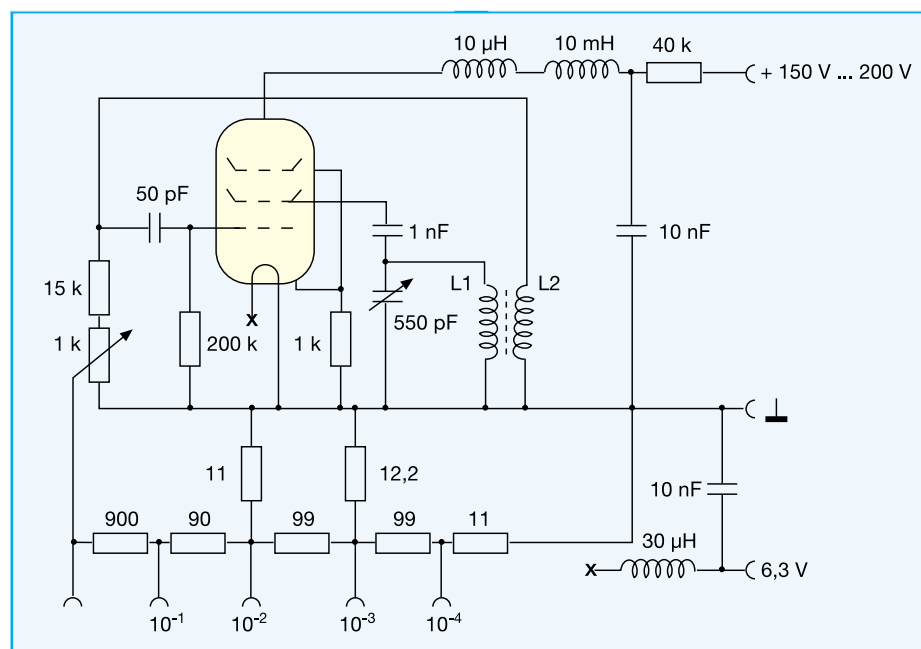 10 µH
10 mH
40 k
+ 150 V ... 200 V
50 pF
1 nF
10 nF
15 k
L1
L2
550 pF
1 k
200 k
1 k
11
12,2
10 nF
900
90
99
99
11
30 µH
x
x
6,3 V
10⁻¹
10⁻²
10⁻³
10⁻⁴